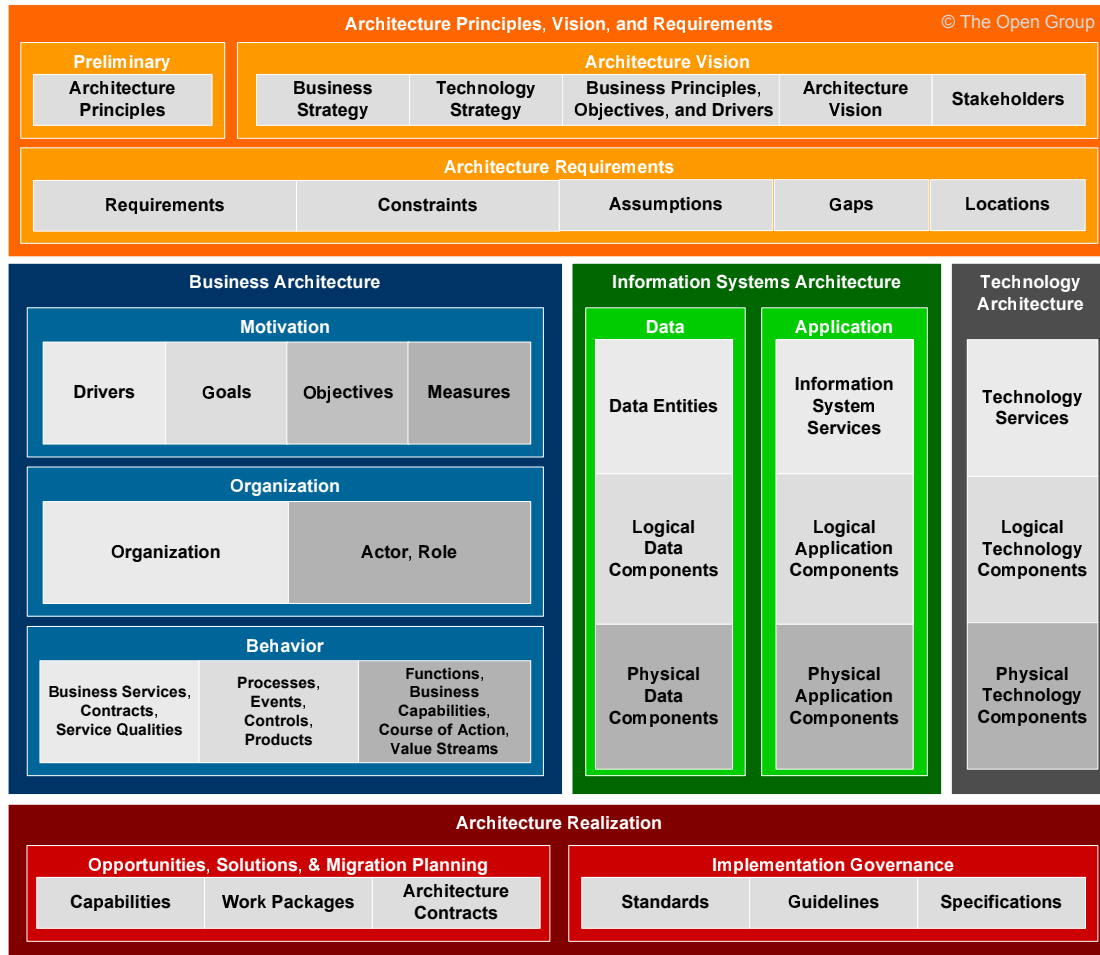 Architecture Principles, Vision, and Requirements
© The Open Group
Preliminary
Architecture
Principles
Architecture Vision
Business
Strategy
Technology
Strategy
Business Principles,
Objectives, and Drivers
Architecture
Vision
Stakeholders
Architecture Requirements
Requirements
Constraints
Assumptions
Gaps
Locations
Business Architecture
Motivation
Drivers
Goals
Objectives
Measures
Organization
Organization
Actor, Role
Behavior
Business Services,
Contracts,
Service Qualities
Processes,
Events,
Controls,
Products
Functions,
Business
Capabilities,
Course of Action,
Value Streams
Information Systems Architecture
Data
Data Entities
Logical
Data
Components
Physical
Data
Components
Application
Information
System
Services
Logical
Application
Components
Physical
Application
Components
Technology
Architecture
Technology
Services
Logical
Technology
Components
Physical
Technology
Components
Architecture Realization
Opportunities, Solutions, & Migration Planning
Capabilities
Work Packages
Architecture
Contracts
Implementation Governance
Standards
Guidelines
Specifications